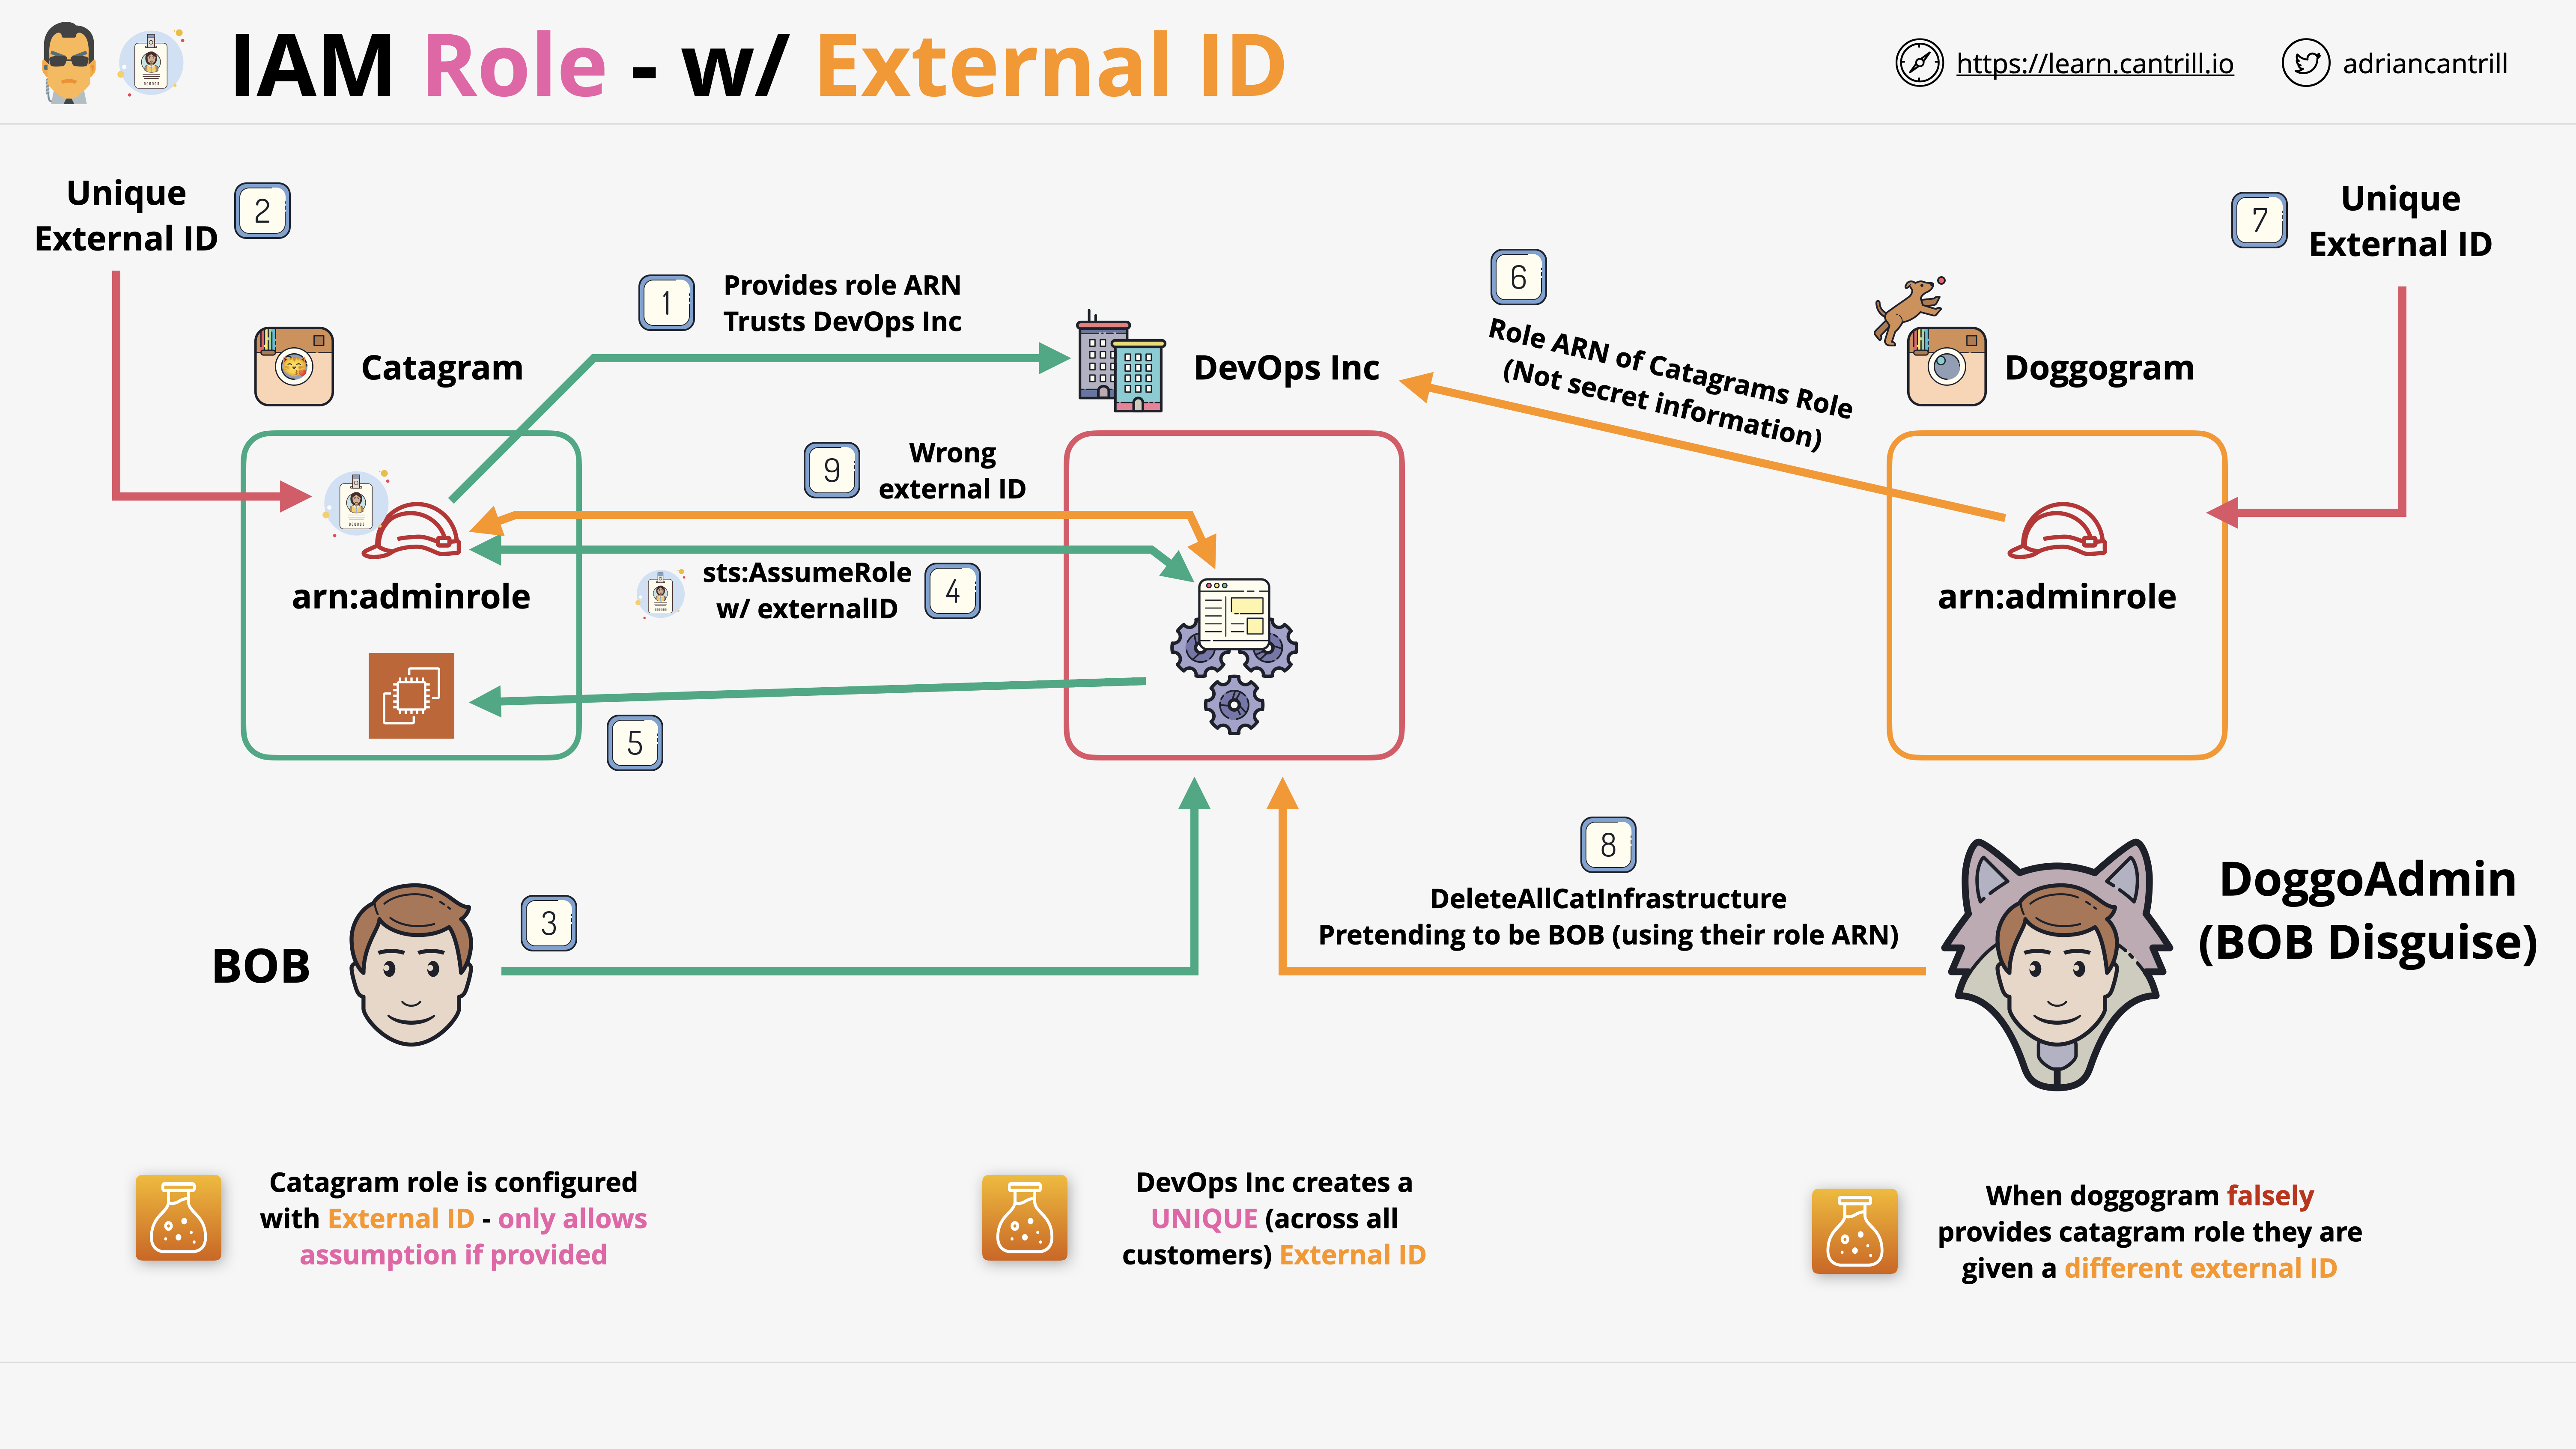 IAM Role - w/ External ID
https://learn.cantrill.io
adriancantrill
Unique
External ID
2
1
Provides role ARN
Trusts DevOps Inc
6
Role ARN of Catagrams Role
(Not secret information)
7
Unique
External ID
Catagram
DevOps Inc
Doggogram
9
Wrong
external ID
sts:AssumeRole
w/ externalID
4
arn:adminrole
arn:adminrole
5
BOB
3
8
DeleteAllCatInfrastructure
Pretending to be BOB (using their role ARN)
DoggoAdmin
(BOB Disguise)
Catagram role is configured
with External ID - only allows
assumption if provided
DevOps Inc creates a
UNIQUE (across all
customers) External ID
When doggogram falsely
provides catagram role they are
given a different external ID